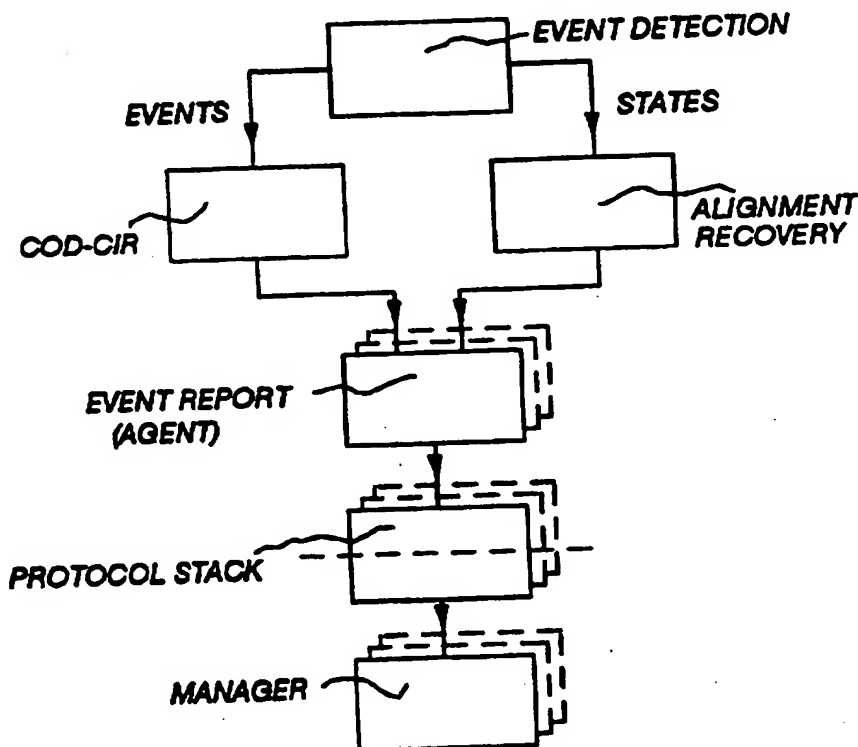 EVENT DETECTION
EVENTS
STATES
COD-CIR
ALIGNMENT
RECOVERY
EVENT REPORT
(AGENT)
PROTOCOL STACK
MANAGER